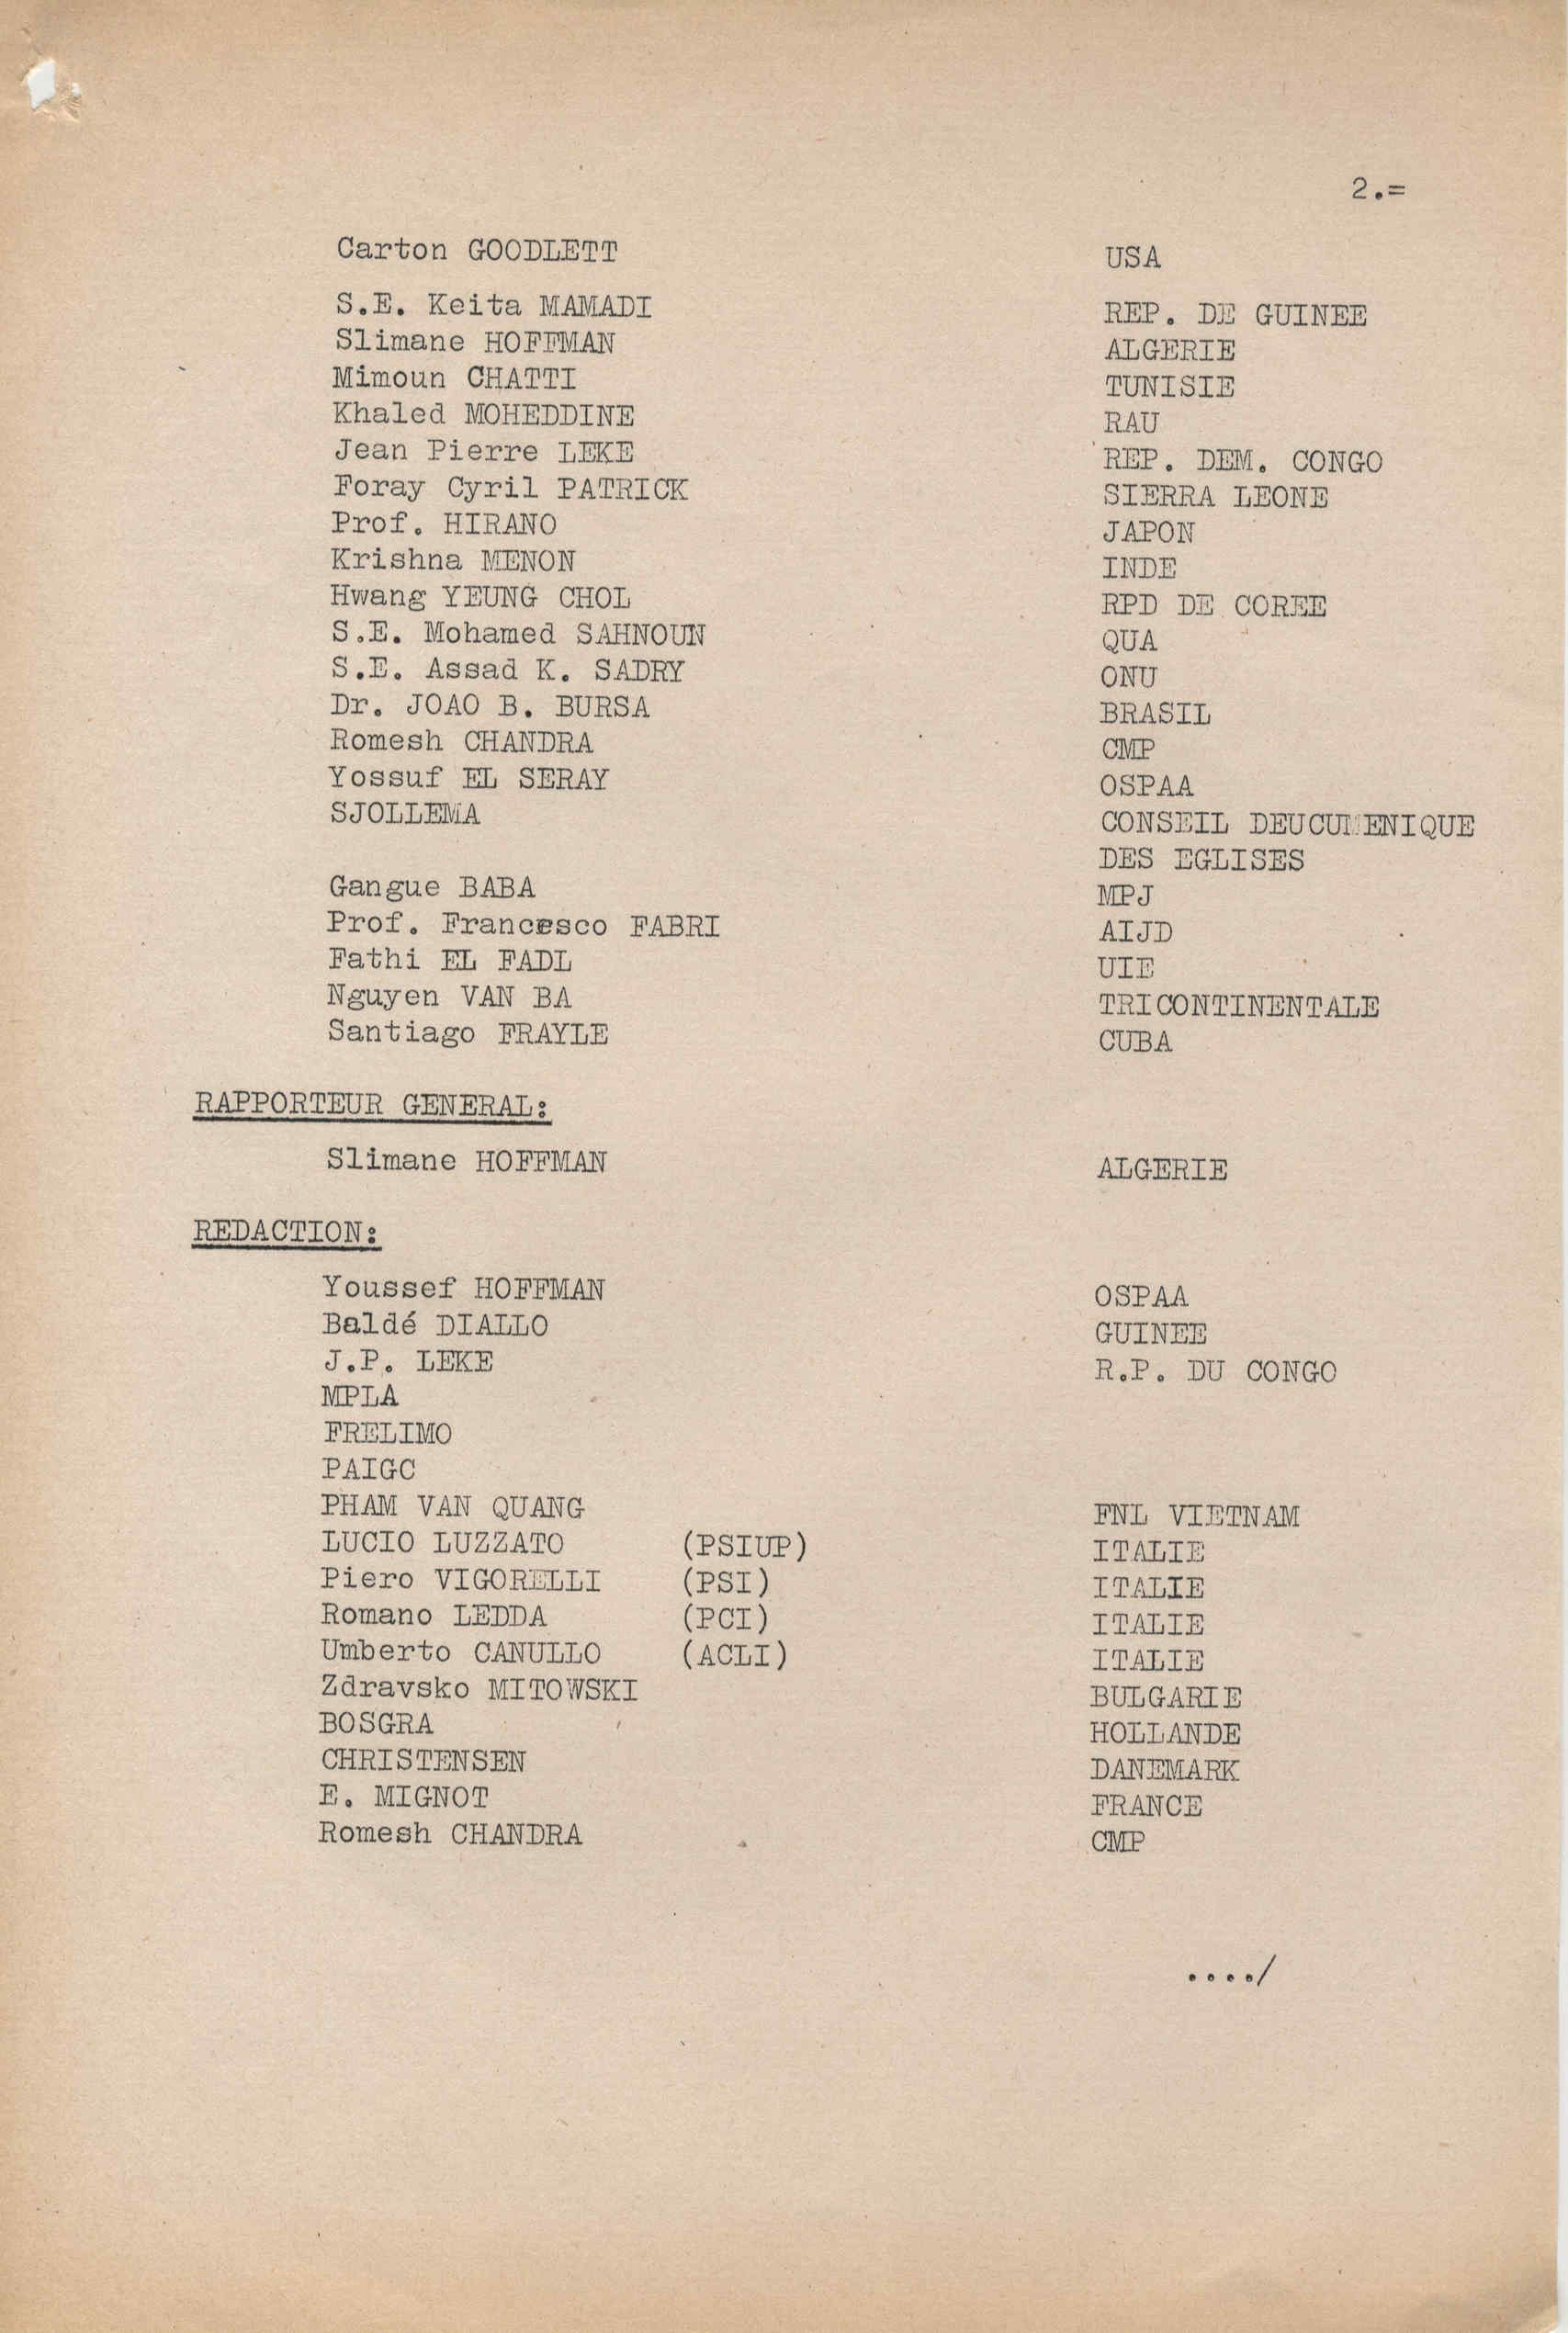 2.=
Carton GOODLETT USA
S.E. Keita MAMADI REP. DE GUINEE
Slimane HOFFMAN ALGERIE
Mimoun CHATTI TUNISIE
Khaled MOHEDDINE RAU
Jean Pierre LEKE REP. DEM. CONGO
Foray Cyril PATRICK SIERRA LEONE
Prof. HIRANO JAPON
Krishna MENON INDE
Hwang YEUNG CHOL RPD DE COREE
S.E. Mohamed SAHNOUN QUA
S.E. Assad K. SADRY ONU
Dr. JOAO B. BURSA BRASIL
Romesh CHANDRA CMP
Yossuf EL SERAY OSPAA
SJOLLEMA CONSEIL DEUCUMENIQUE
DES EGLISES
Gangue BABA MPJ
Prof. Francesco FABRI AIJD
Fathi EL FADL UIE
Nguyen VAN BA TRICONTINENTALE
Santiago FRAYLE CUBA
RAPPORTEUR GENERAL:
Slimane HOFFMAN ALGERIE
REDACTION:
Youssef HOFFMAN OSPAA
Baldé DIALLO GUINEE
J.P. LEKE R.P. DU CONGO
MPLA
FRELIMO
PAIGC
PHAM VAN QUANG FNL VIETNAM
LUCIO LUZZATO (PSIUP) ITALIE
Piero VIGORELLI (PSI) ITALIE
Romano LEDDA (PCI) ITALIE
Umberto CANULLO (ACLI) ITALIE
Zdravsko MITOWSKI BULGARIE
BOSGRA HOLLANDE
CHRISTENSEN DANEMARK
E. MIGNOT FRANCE
Romesh CHANDRA CMP
..../